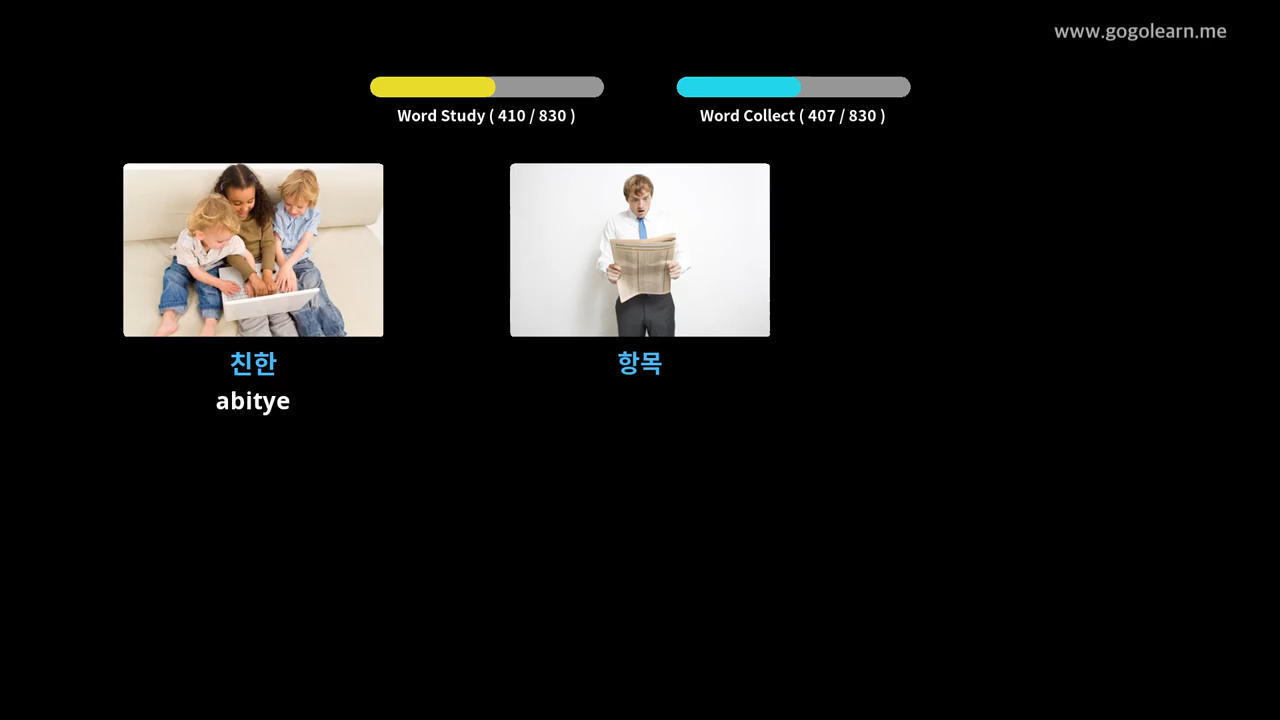 www.gogolearn.me
Word Study ( 410 / 830 )
Word Collect ( 407 / 830 )
친한
abitye
항목